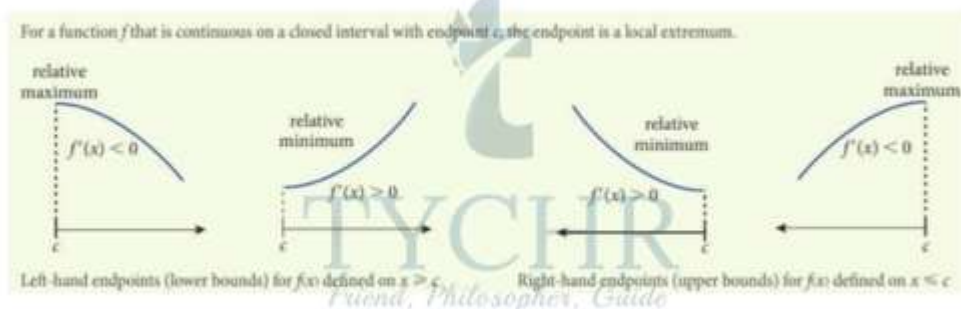 For a function f that is continuous on a closed interval with endpoint c, the endpoint is a local extremum.
relative
maximum
f'(x) < 0
c
relative
minimum
f'(x) > 0
c
relative
minimum
f'(x) > 0
c
relative
maximum
f'(x) < 0
c
Left-hand endpoints (lower bounds) for f(x) defined on x ⩾ c
Right-hand endpoints (upper bounds) for f(x) defined on x ⩽ c
TYCHR
Friend, Philosopher, Guide